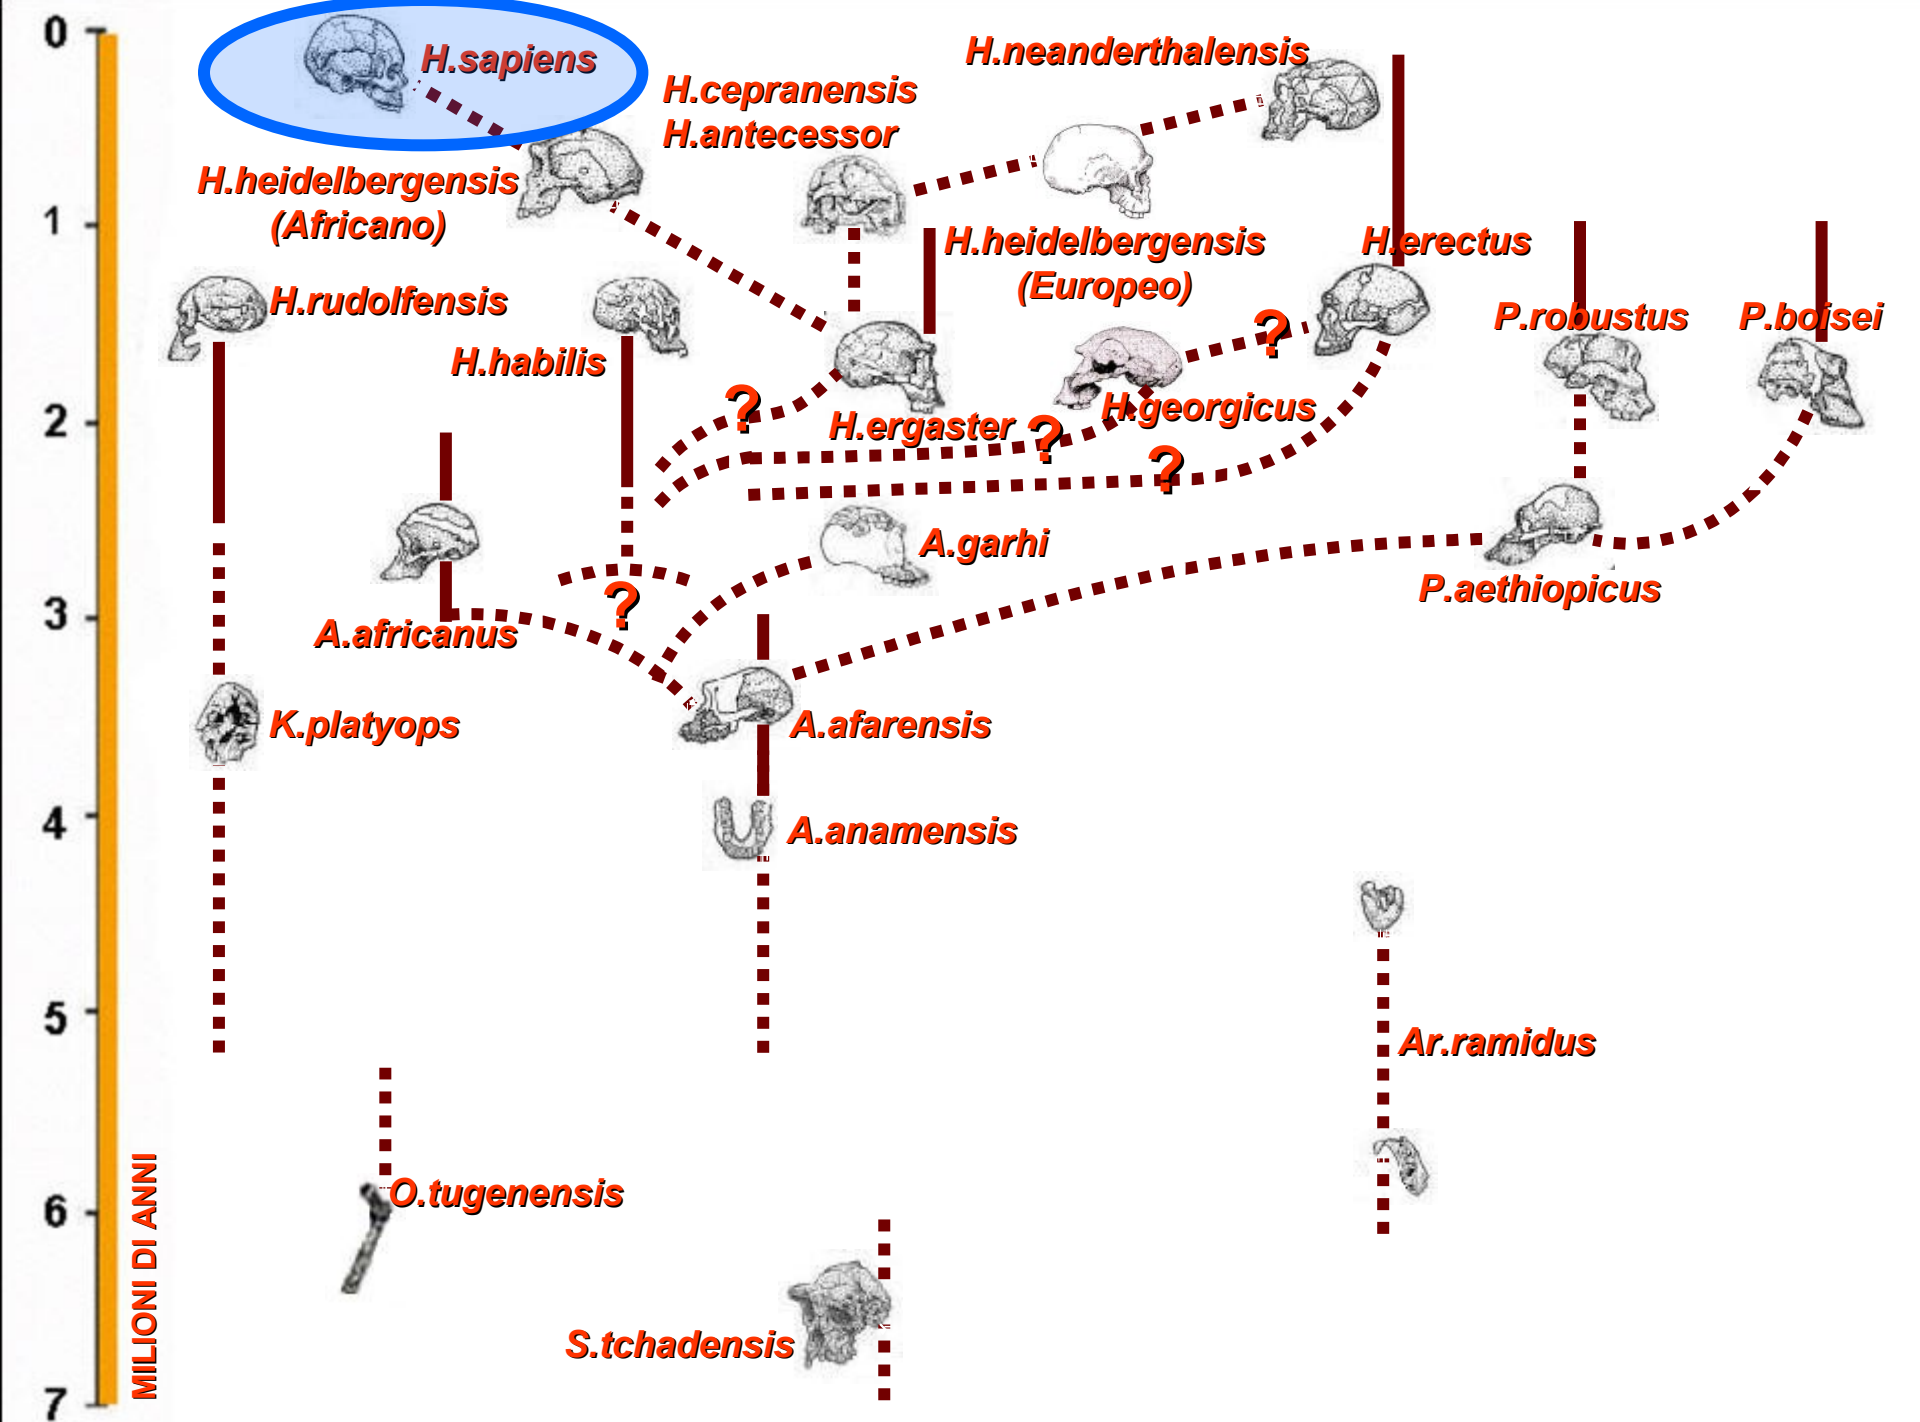 0
H.sapiens
H.neanderthalensis
H.cepranensis
H.antecessor
H.heidelbergensis
(Africano)
1
H.heidelbergensis
(Europeo)
H.erectus
H.rudolfensis
H.habilis
?
P.robustus
P.boisei
2
?
H.ergaster
?
H.georgicus
?
A.garhi
P.aethiopicus
3
?
A.africanus
K.platyops
A.afarensis
4
A.anamensis
5
Ar.ramidus
6
O.tugenensis
S.tchadensis
7
MILIONI DI ANNI